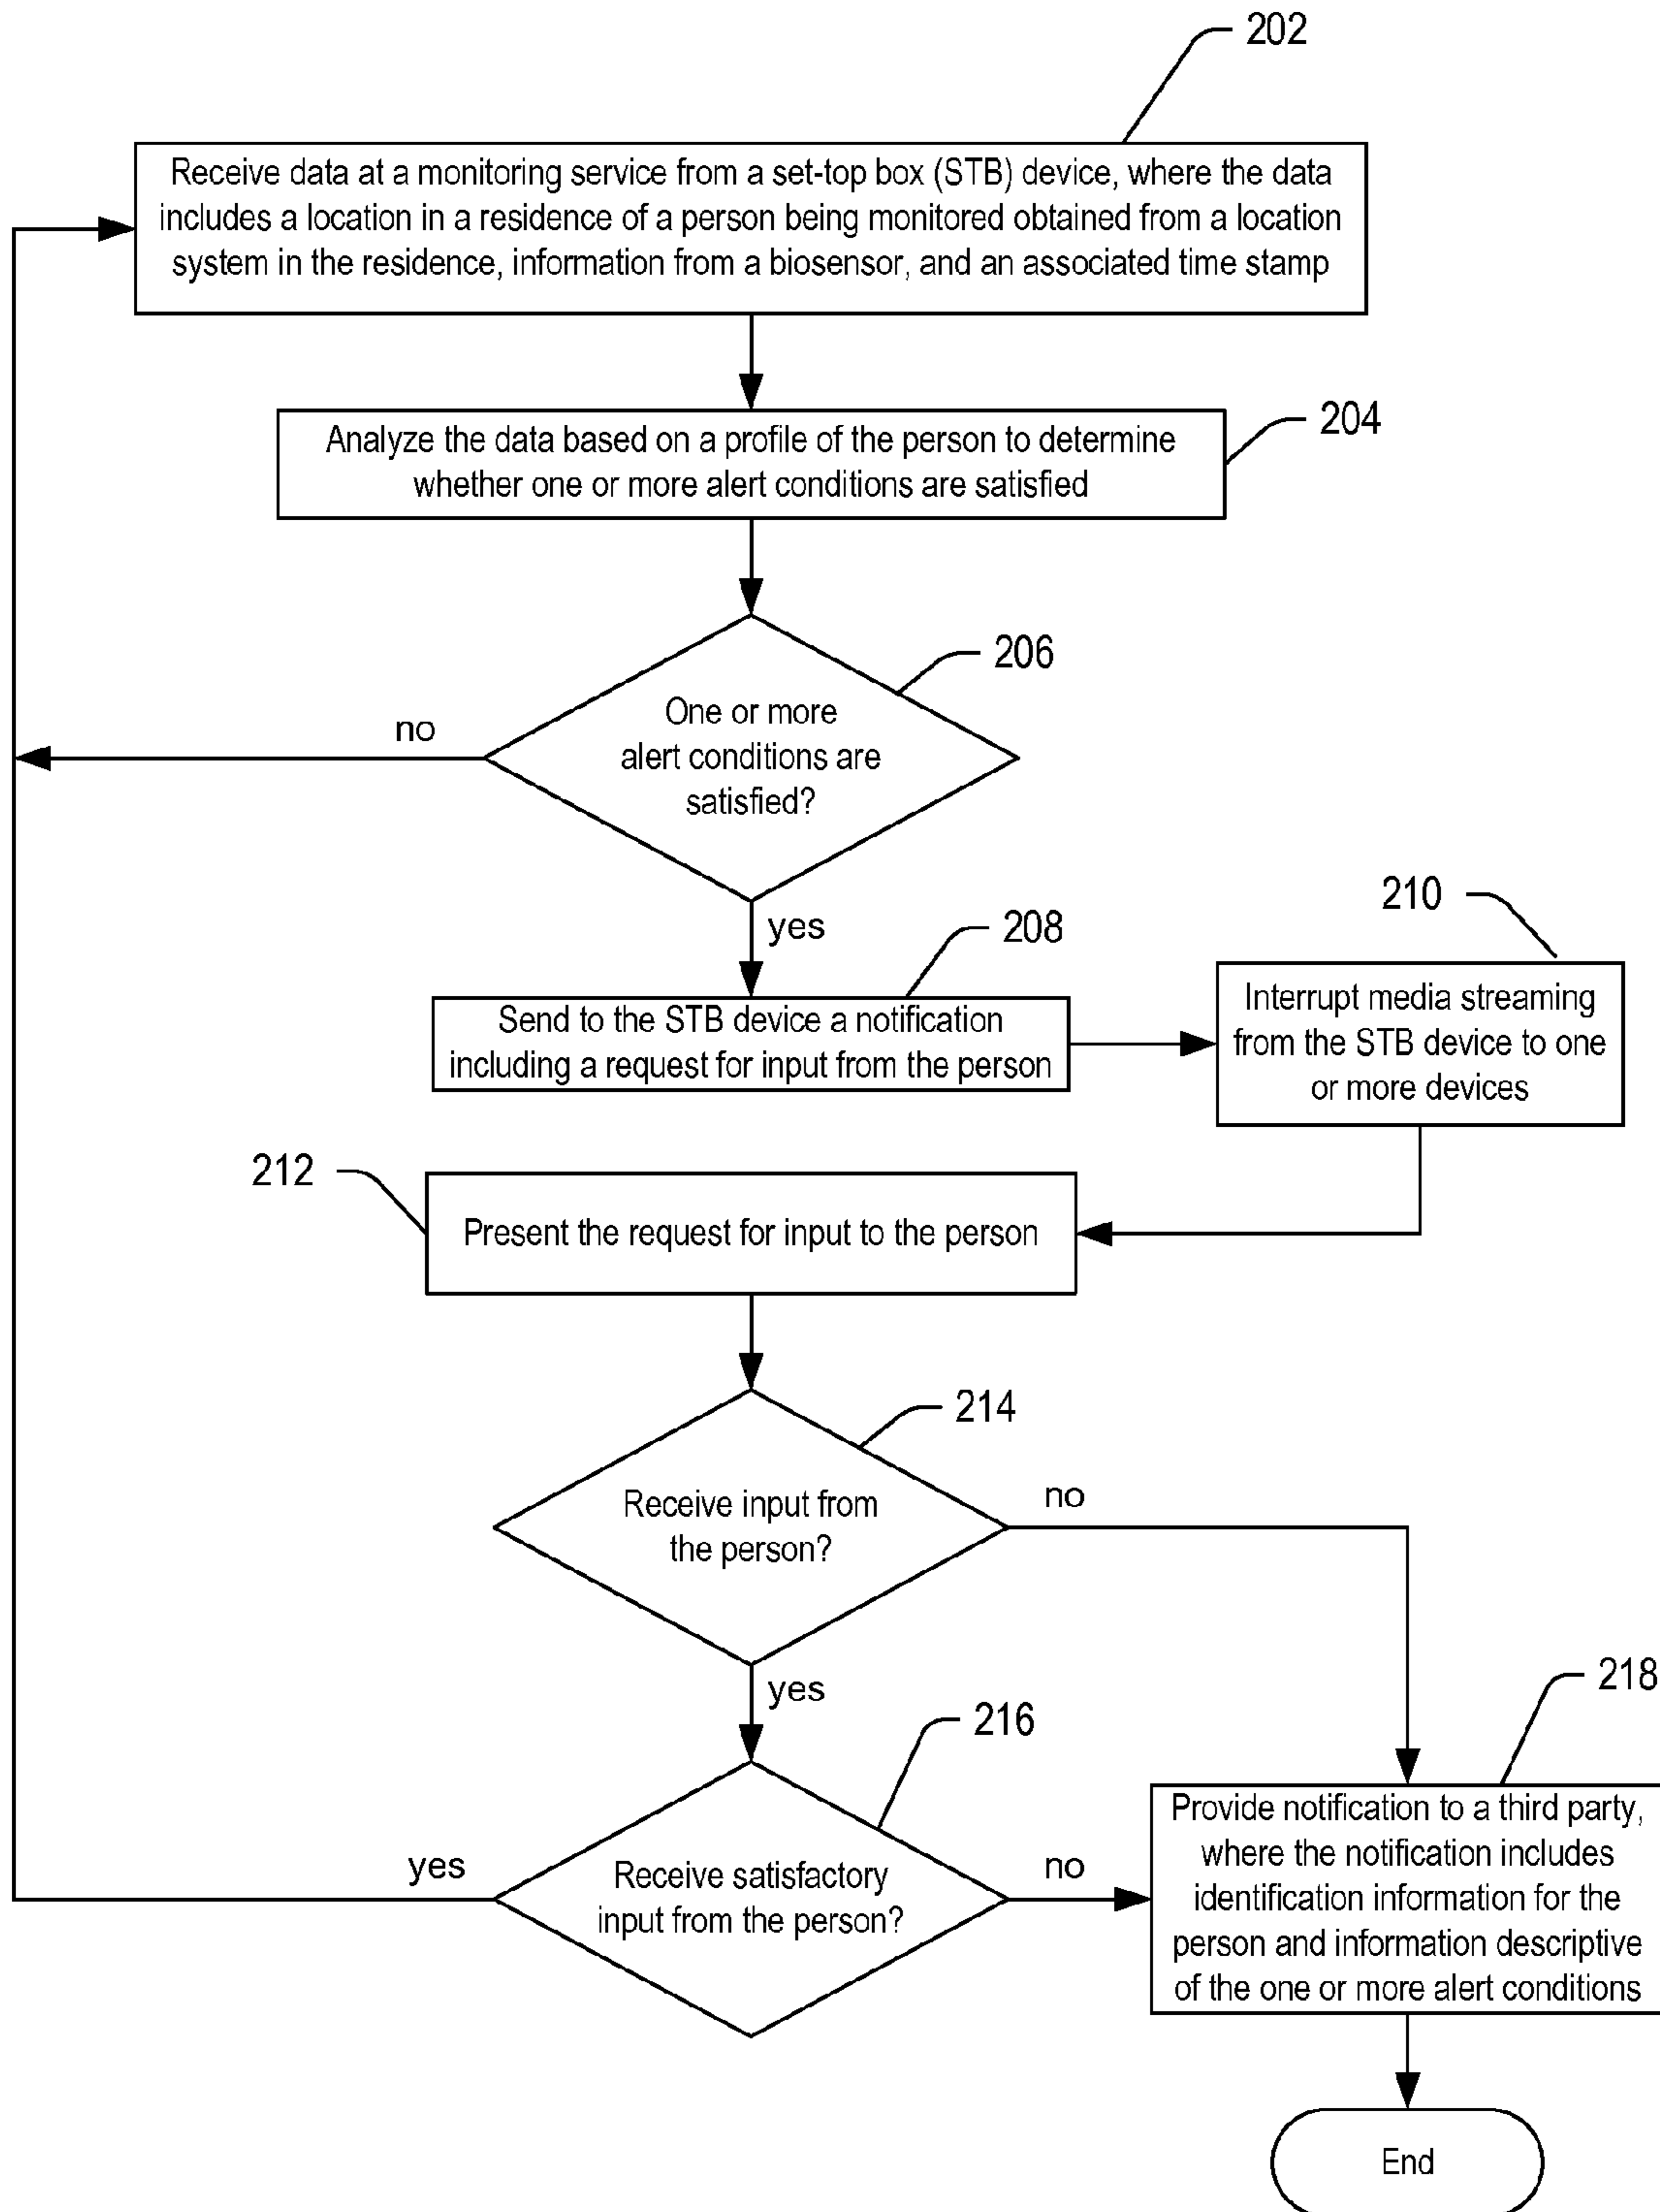 202
Receive data at a monitoring service from a set-top box (STB) device, where the data
includes a location in a residence of a person being monitored obtained from a location
system in the residence, information from a biosensor, and an associated time stamp
204
Analyze the data based on a profile of the person to determine
whether one or more alert conditions are satisfied
206
One or more
alert conditions are
satisfied?
no
yes
208
Send to the STB device a notification
including a request for input from the person
210
Interrupt media streaming
from the STB device to one
or more devices
212
Present the request for input to the person
214
Receive input from
the person?
no
yes
216
Receive satisfactory
input from the person?
yes
no
218
Provide notification to a third party,
where the notification includes
identification information for the
person and information descriptive
of the one or more alert conditions
End